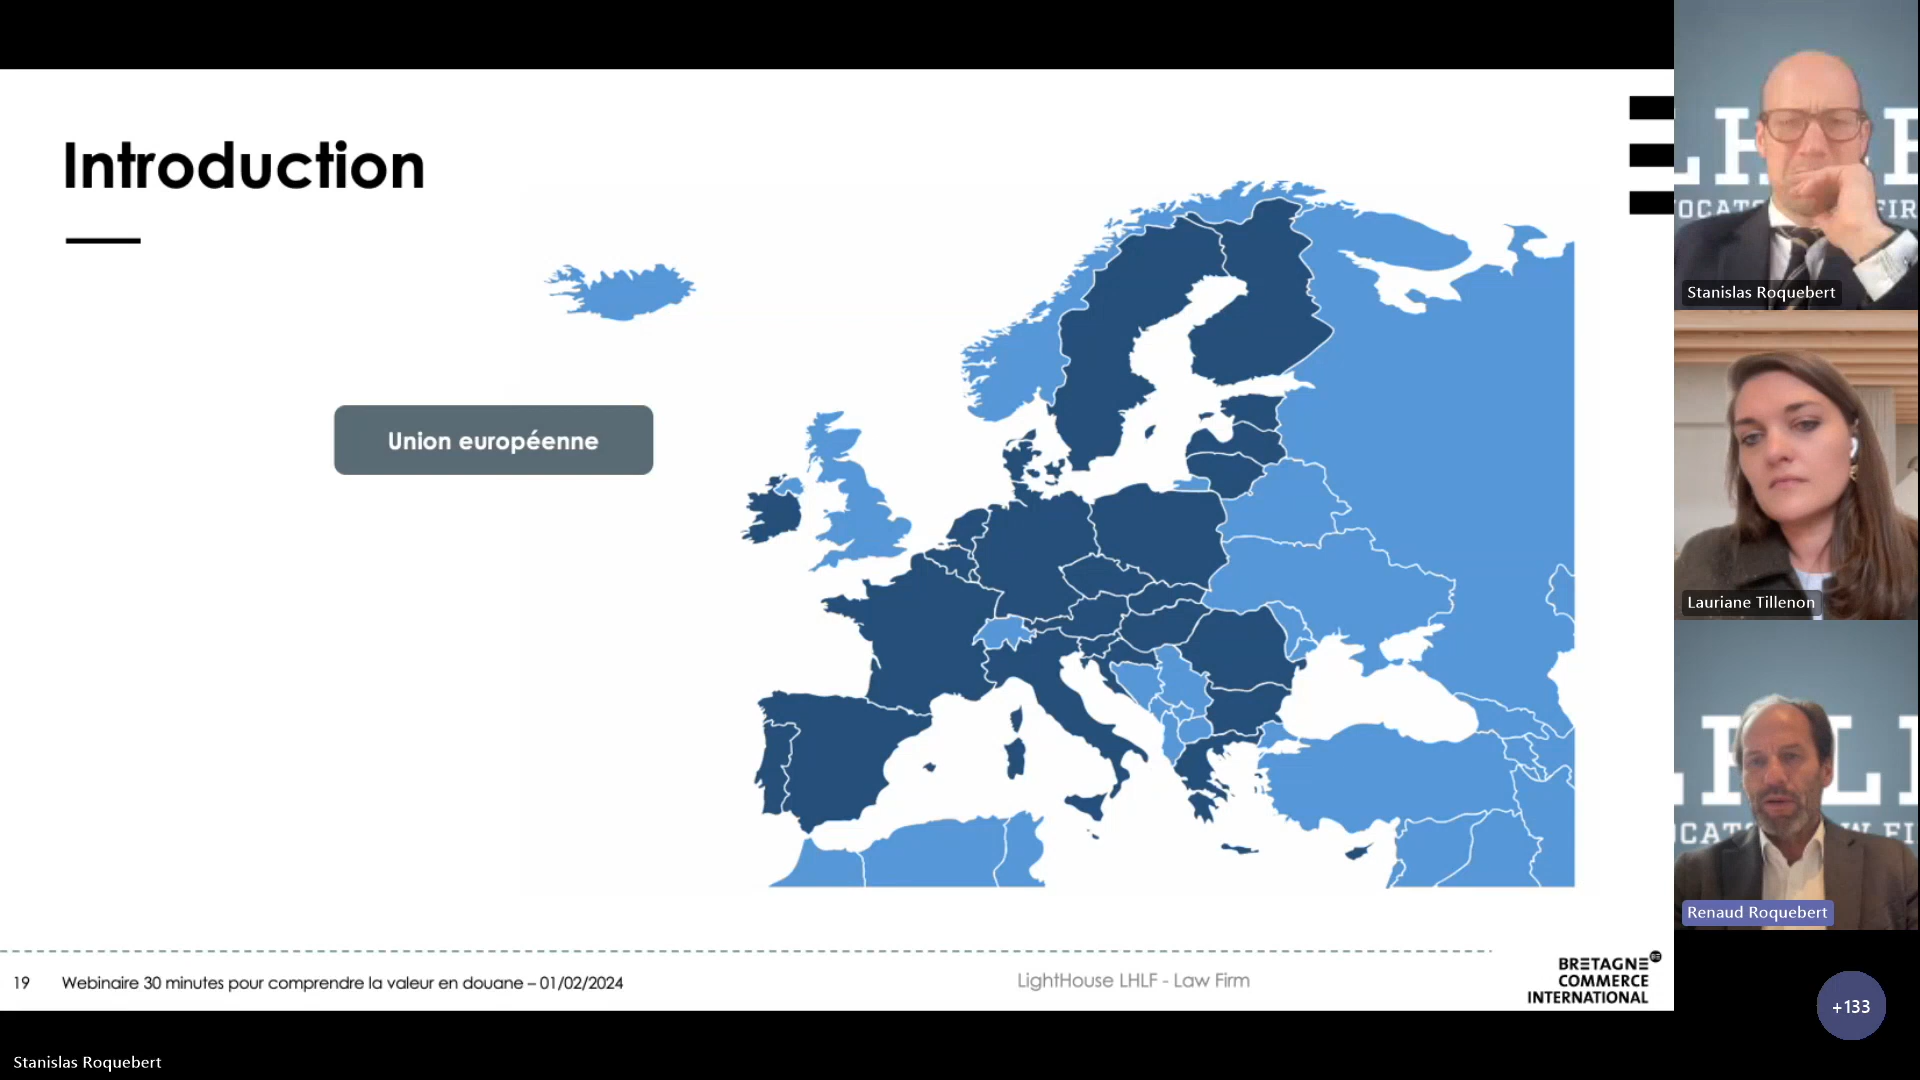 Introduction
Union européenne
19
Webinaire 30 minutes pour comprendre la valeur en douane – 01/02/2024
LightHouse LHLF - Law Firm
BRETAGNE
COMMERCE
INTERNATIONAL
Stanislas Roquebert
Lauriane Tillenon
Renaud Roquebert
+133
Stanislas Roquebert